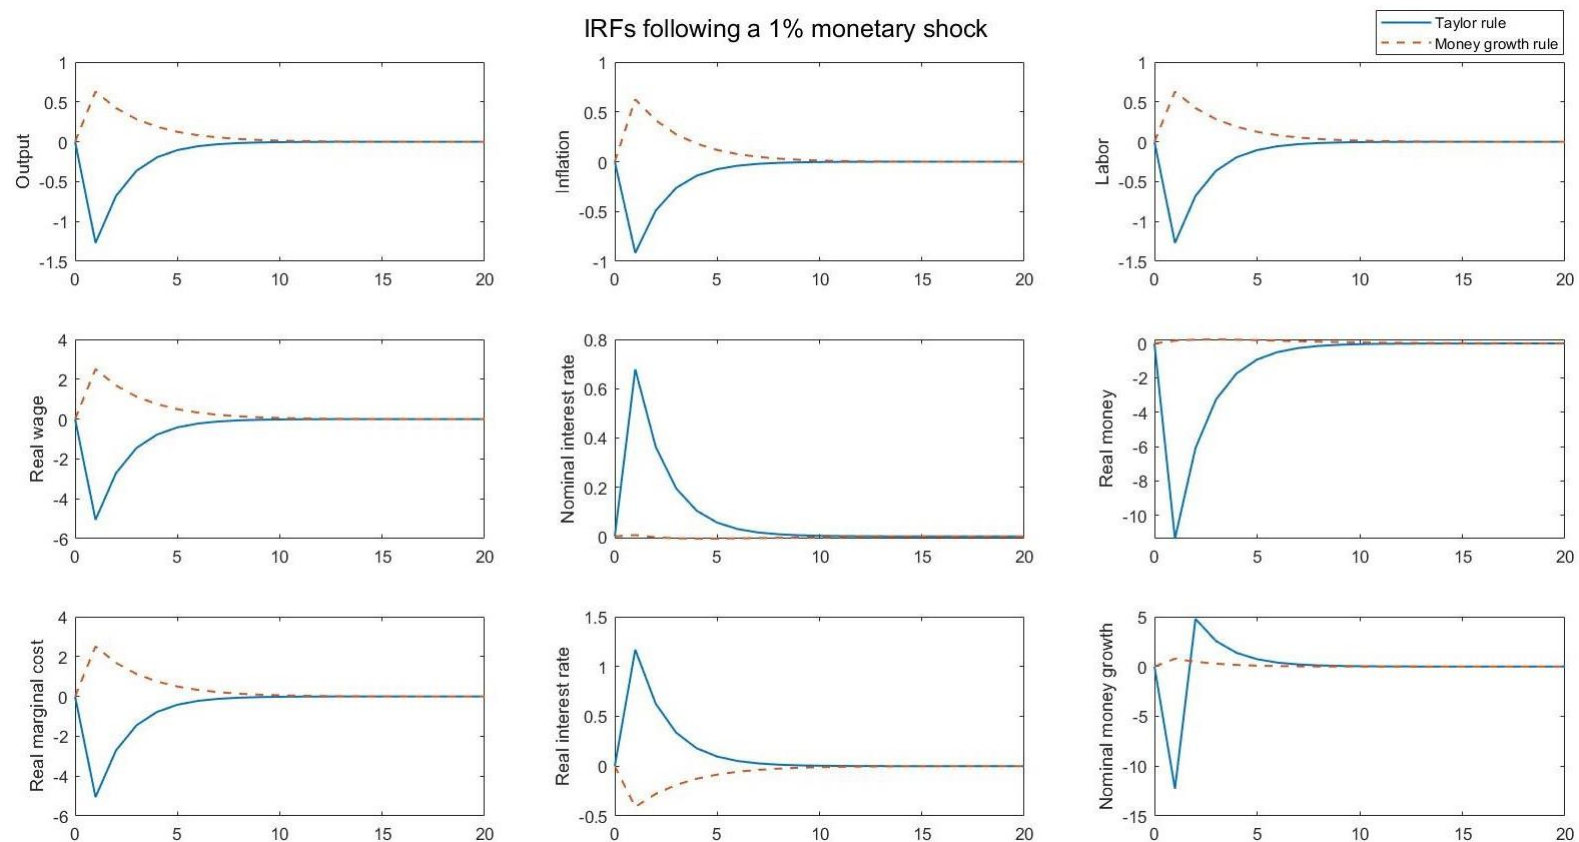 IRFs following a 1% monetary shock
Taylor rule
Money growth rule
Output
1
0.5
0
-0.5
-1
-1.5
0 5 10 15 20
Inflation
1
0.5
0
-0.5
-1
0 5 10 15 20
Labor
1
0.5
0
-0.5
-1
-1.5
0 5 10 15 20
Real wage
4
2
0
-2
-4
-6
0 5 10 15 20
Nominal interest rate
0.8
0.6
0.4
0.2
0
0 5 10 15 20
Real money
0
-2
-4
-6
-8
-10
0 5 10 15 20
Real marginal cost
4
2
0
-2
-4
-6
0 5 10 15 20
Real interest rate
1.5
1
0.5
0
-0.5
0 5 10 15 20
Nominal money growth
5
0
-5
-10
-15
0 5 10 15 20